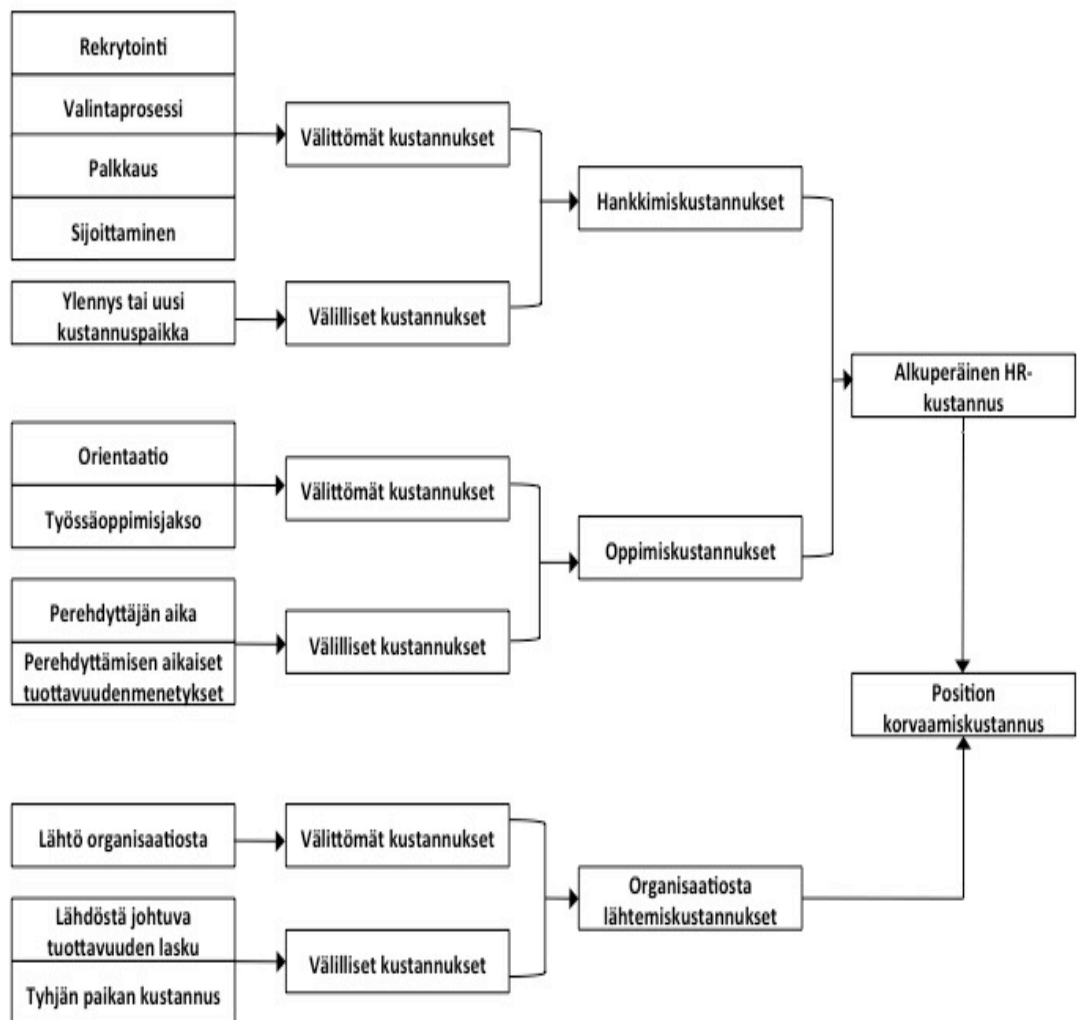 Rekrytointi
Valintaprosessi
Palkkaus
Sijoittaminen
Välittömät kustannukset
Hankkimiskustannukset
Ylennys tai uusi
kustannuspaikka
Välilliset kustannukset
Alkuperäinen HR-
kustannus
Orientaatio
Työssäoppimisjakso
Välittömät kustannukset
Oppimiskustannukset
Perehdyttäjän aika
Perehdyttämisen aikaiset
tuottavuudenmenetykset
Välilliset kustannukset
Position
korvaamiskustannus
Lähtö organisaatiosta
Välittömät kustannukset
Organisaatiosta
lähtemiskustannukset
Lähdöstä johtuva
tuottavuuden lasku
Tyhjän paikan kustannus
Välilliset kustannukset